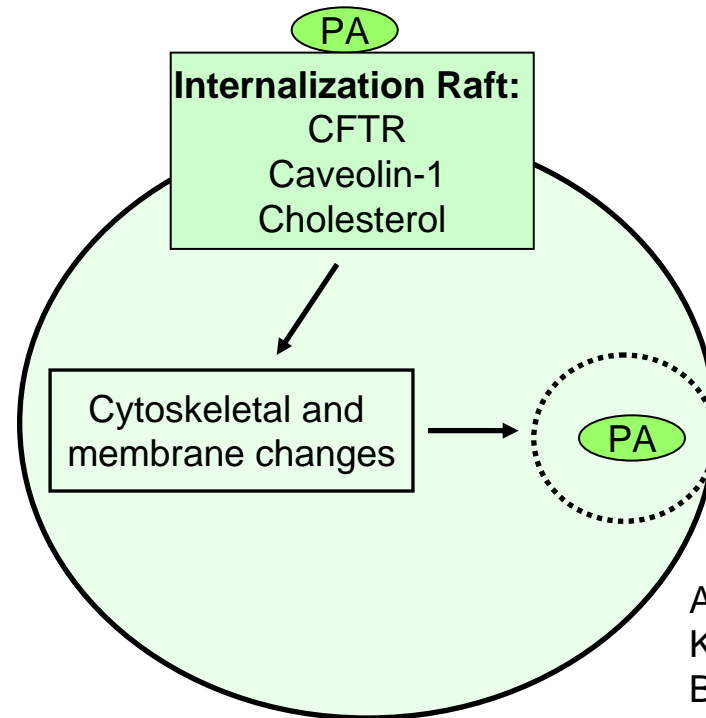 PA
Internalization Raft:
CFTR
Caveolin-1
Cholesterol
Cytoskeletal and
membrane changes
PA
A
K
B